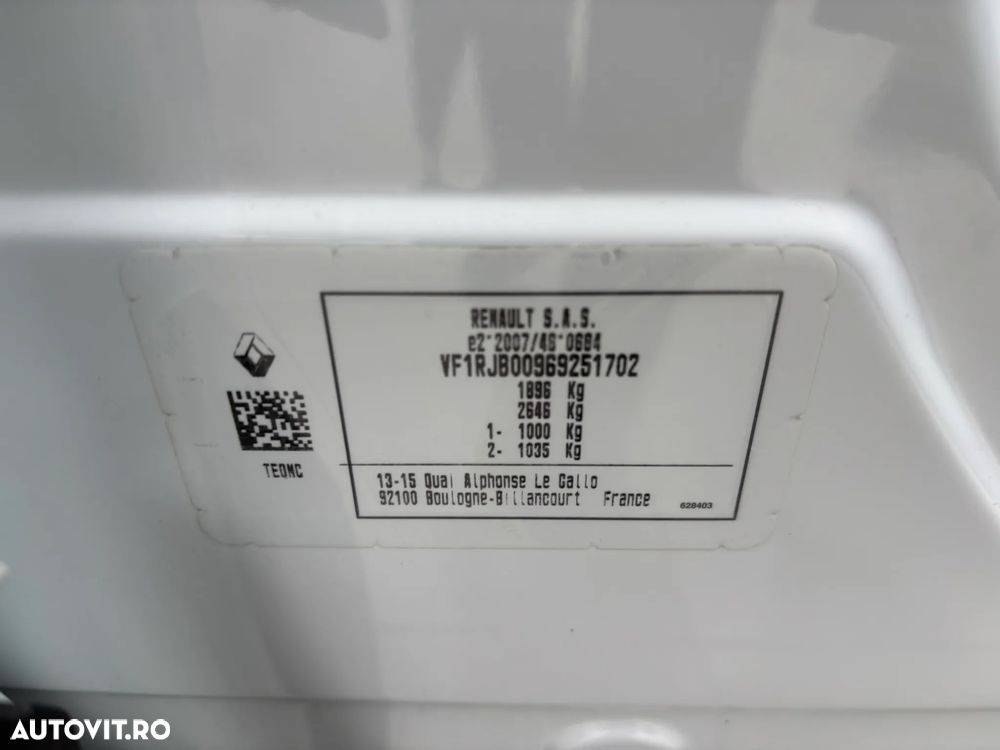 RENAULT S.A.S.
e2*2007/46*0684
VF1RJB00969251702
1896 Kg
2646 Kg
1- 1000 Kg
2- 1035 Kg
TEQMC
13-15 Quai Alphonse Le Gallo
92100 Boulogne-Billancourt France
628403
AUTOVIT.RO